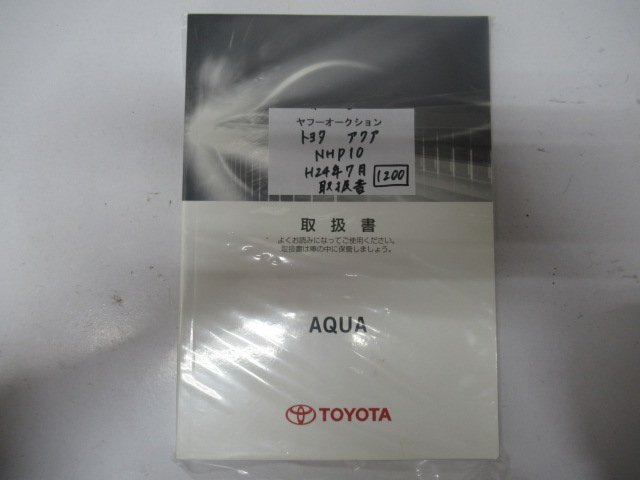 ヤフーオークション
トヨタ アクア
NHP10
H24年7月
取扱書
1200
取扱書
よくお読みになってご使用ください。
取扱書は車の中に保管しましょう。
AQUA
TOYOTA